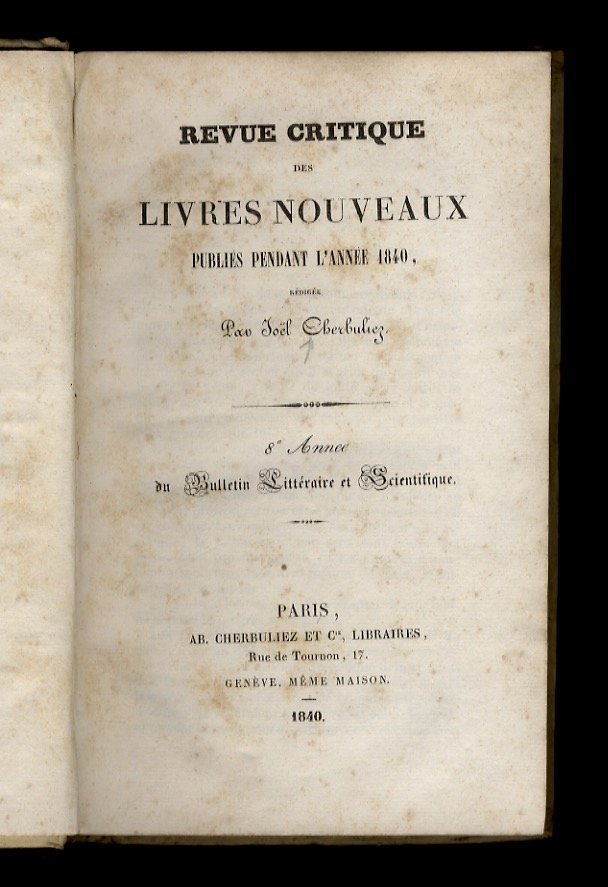 REVUE CRITIQUE
DES
LIVRES NOUVEAUX
PUBLIÉS PENDANT L'ANNÉE 1840,
RÉDIGÉE
Par Joël Cherbuliez.
8e Année
du Bulletin Littéraire et Scientifique.
PARIS,
AB. CHERBULIEZ ET Cie, LIBRAIRES,
Rue de Tournon, 17.
GENÈVE, MÊME MAISON.
1840.